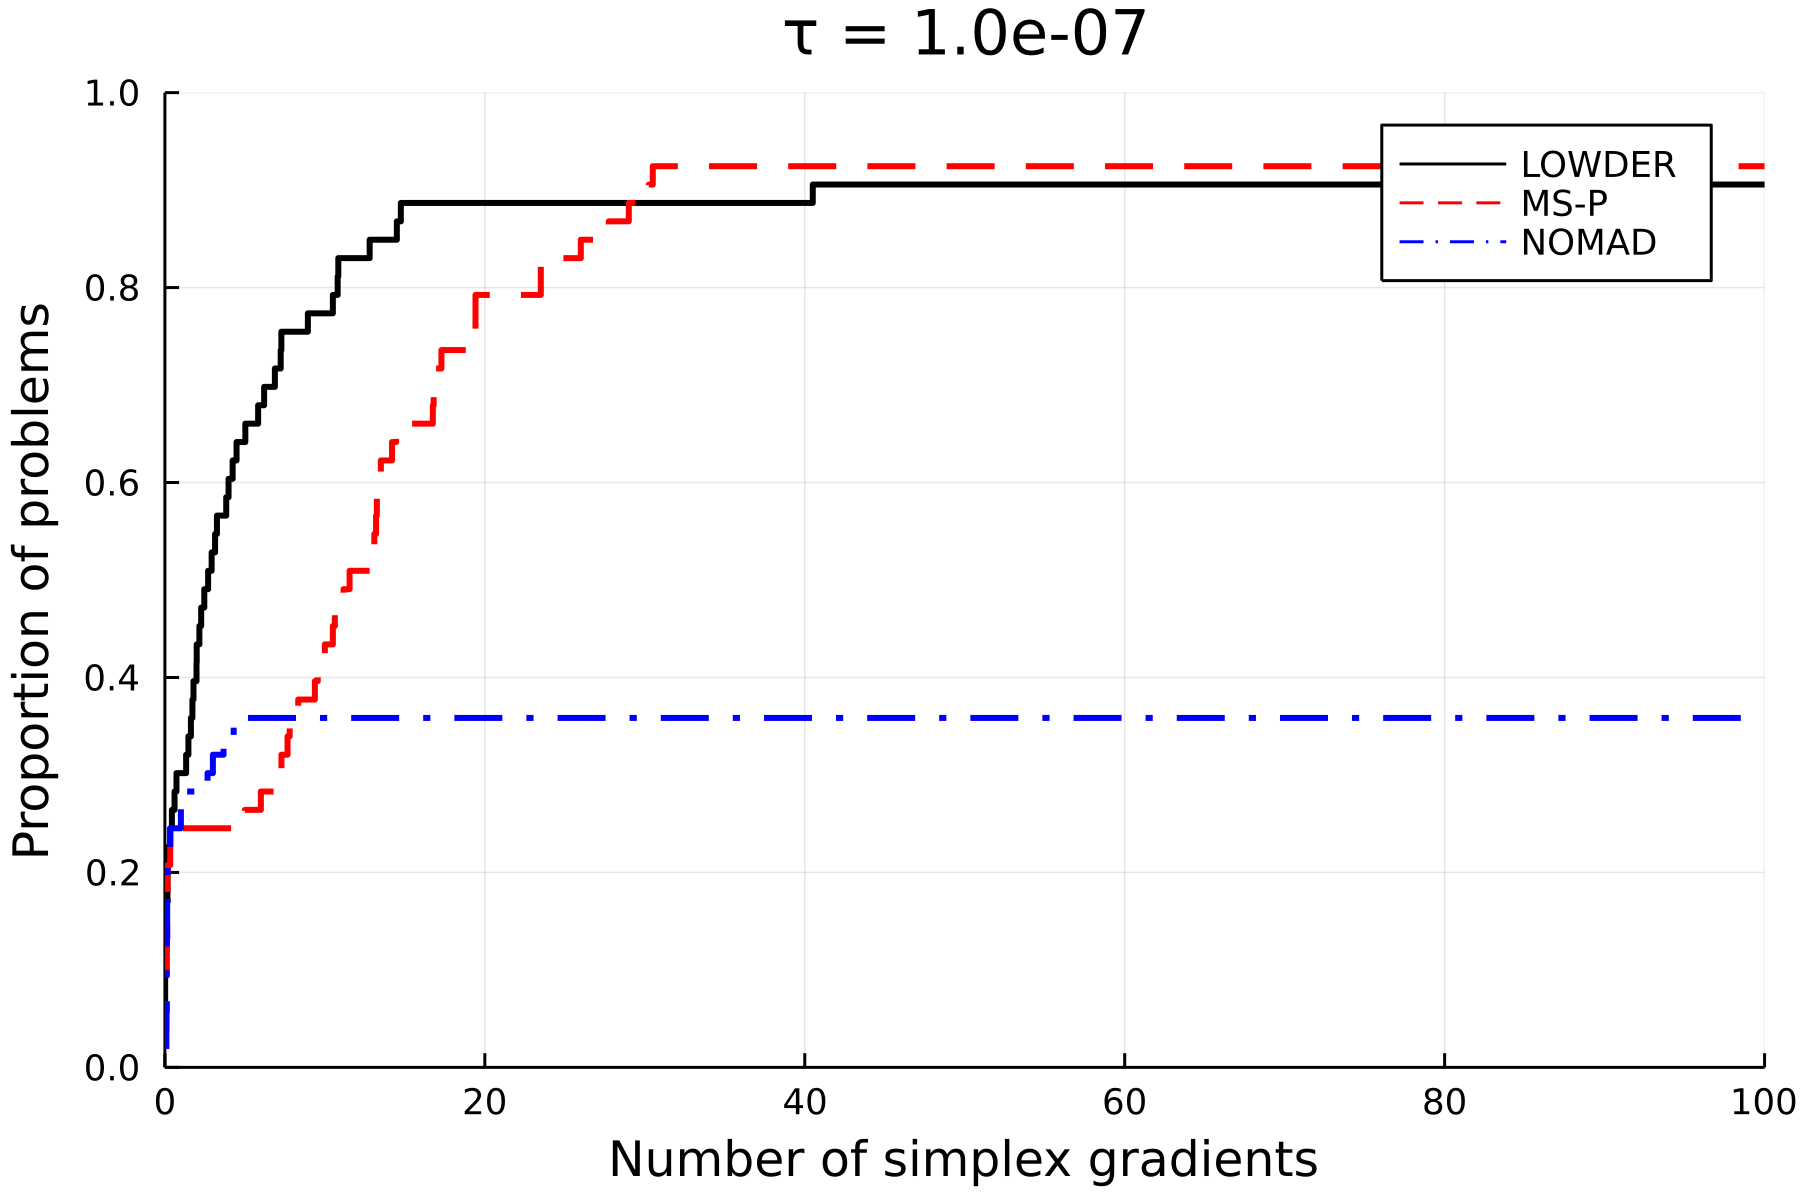 τ = 1.0e-07
Proportion of problems
1.0
0.8
0.6
0.4
0.2
0.0
LOWDER
MS-P
NOMAD
0 20 40 60 80 100
Number of simplex gradients